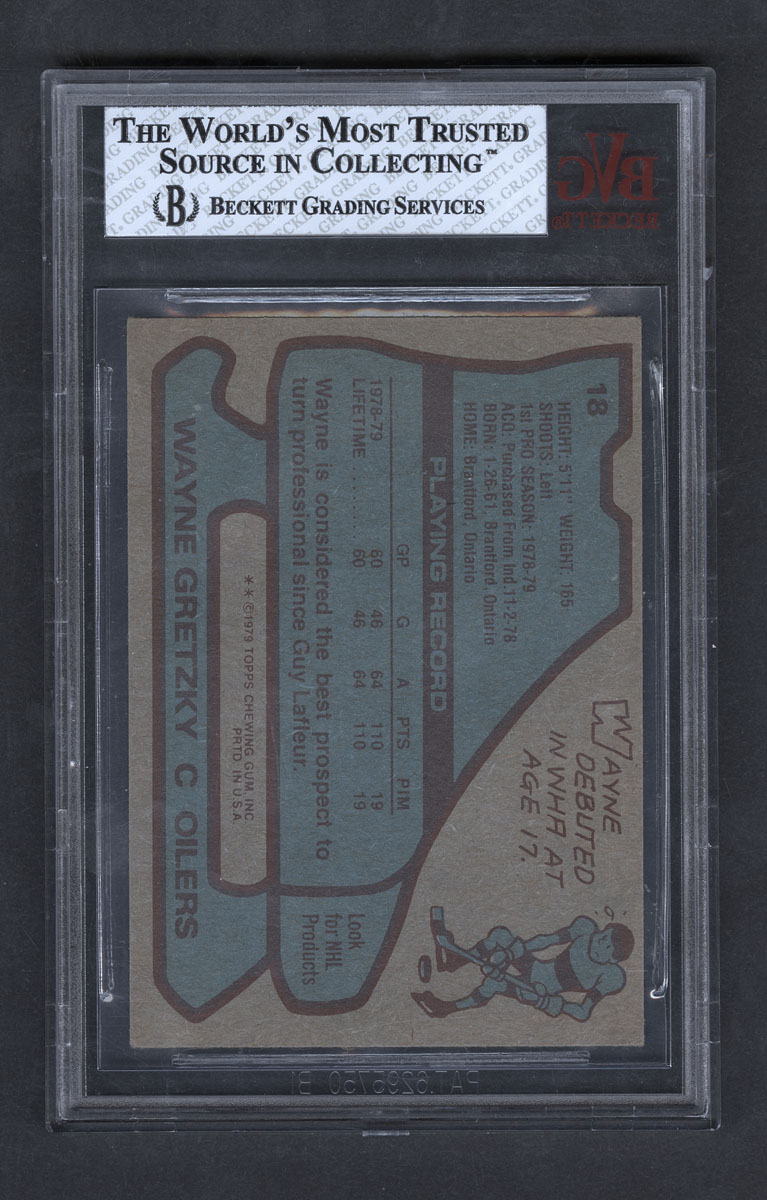 THE WORLD'S MOST TRUSTED
SOURCE IN COLLECTING™
B BECKETT GRADING SERVICES
BVG
BECKETT®
18
HEIGHT: 5'11" WEIGHT: 165
SHOOTS: Left
1st PRO SEASON: 1978-79
ACQ: Purchased From Ind. 11-2-78
BORN: 1-26-61, Brantford, Ontario
HOME: Brantford, Ontario
WAYNE
DEBUTED
IN WHA AT
AGE 17.
PLAYING RECORD
GP G A PTS PIM
1978-79 60 46 64 110 19
LIFETIME ....... 60 46 64 110 19
Wayne is considered the best prospect to
turn professional since Guy Lafleur.
Look
for NHL
Products
**©1979 TOPPS CHEWING GUM, INC
PRTD. IN U.S.A
WAYNE GRETZKY C OILERS